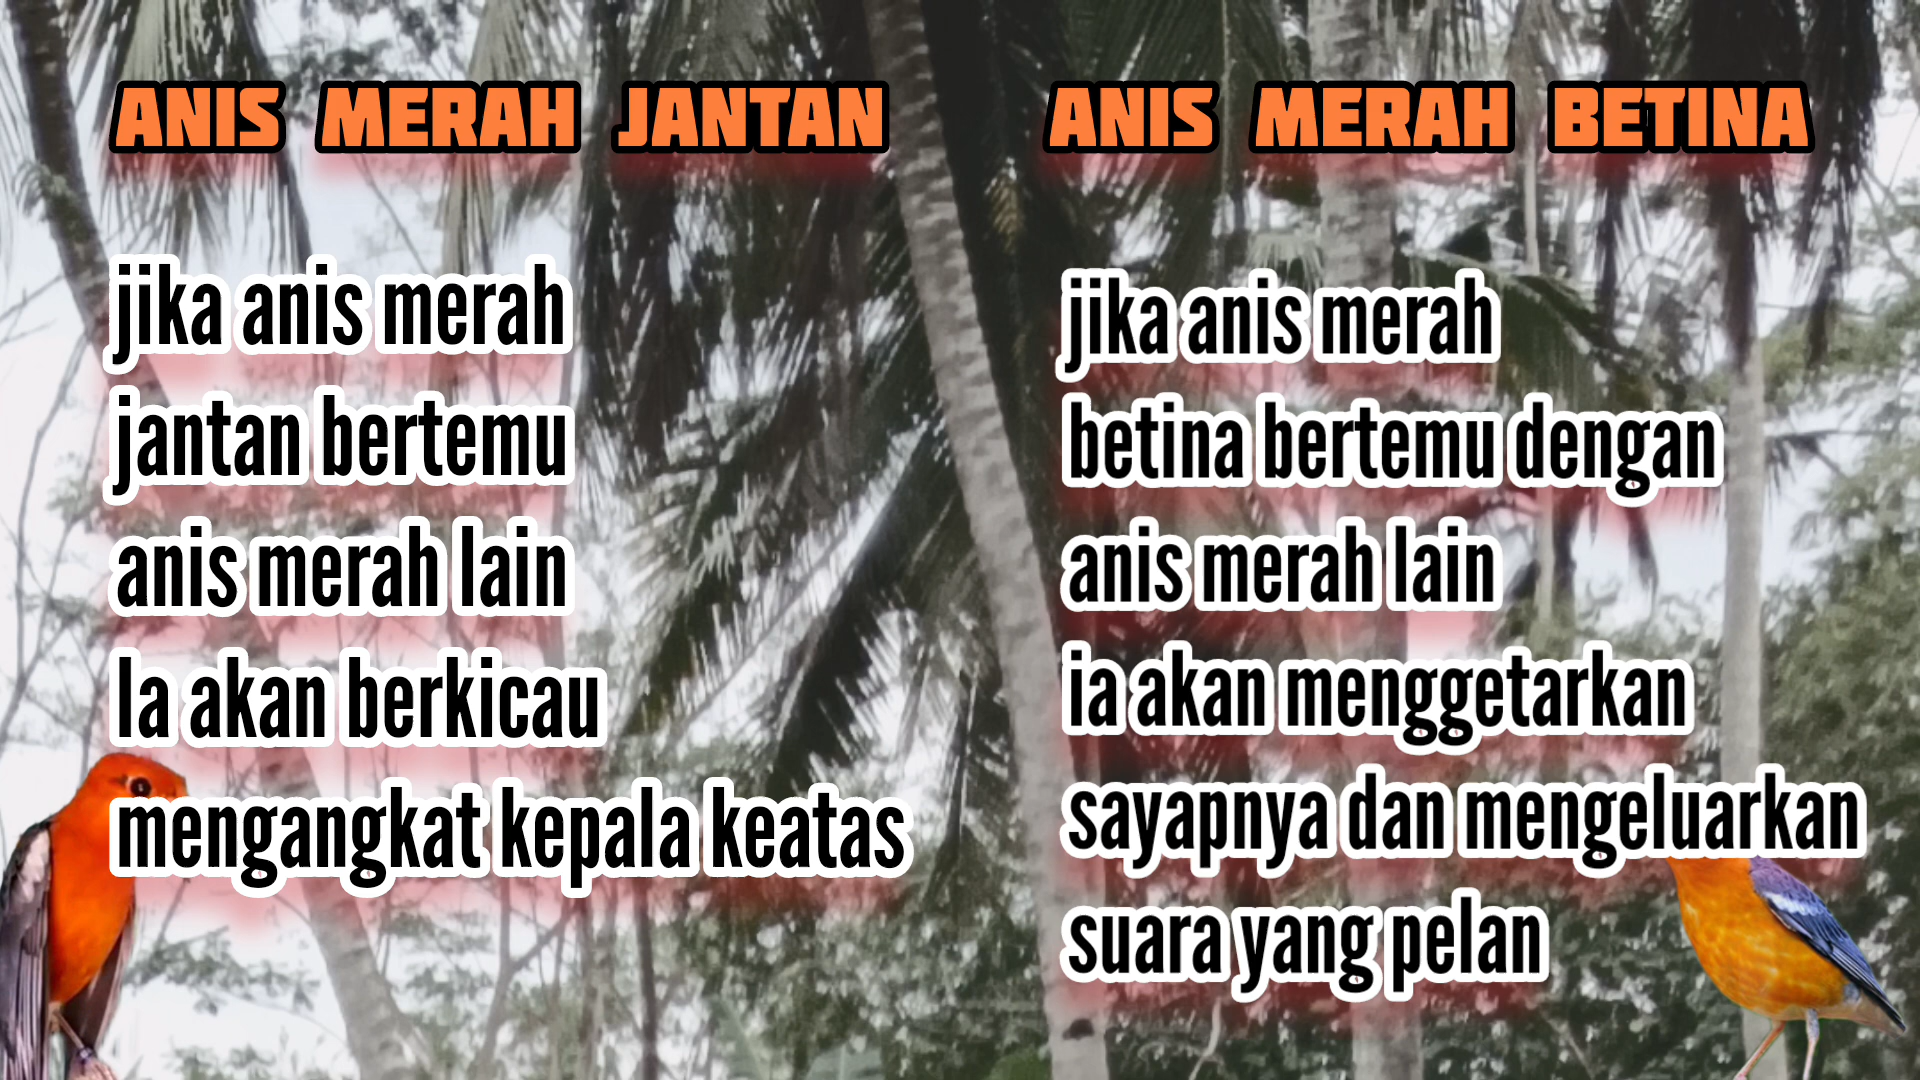 ANIS MERAH JANTAN
jika anis merah
jantan bertemu
anis merah lain
Ia akan berkicau
mengangkat kepala keatas
ANIS MERAH BETINA
jika anis merah
betina bertemu dengan
anis merah lain
ia akan menggetarkan
sayapnya dan mengeluarkan
suara yang pelan